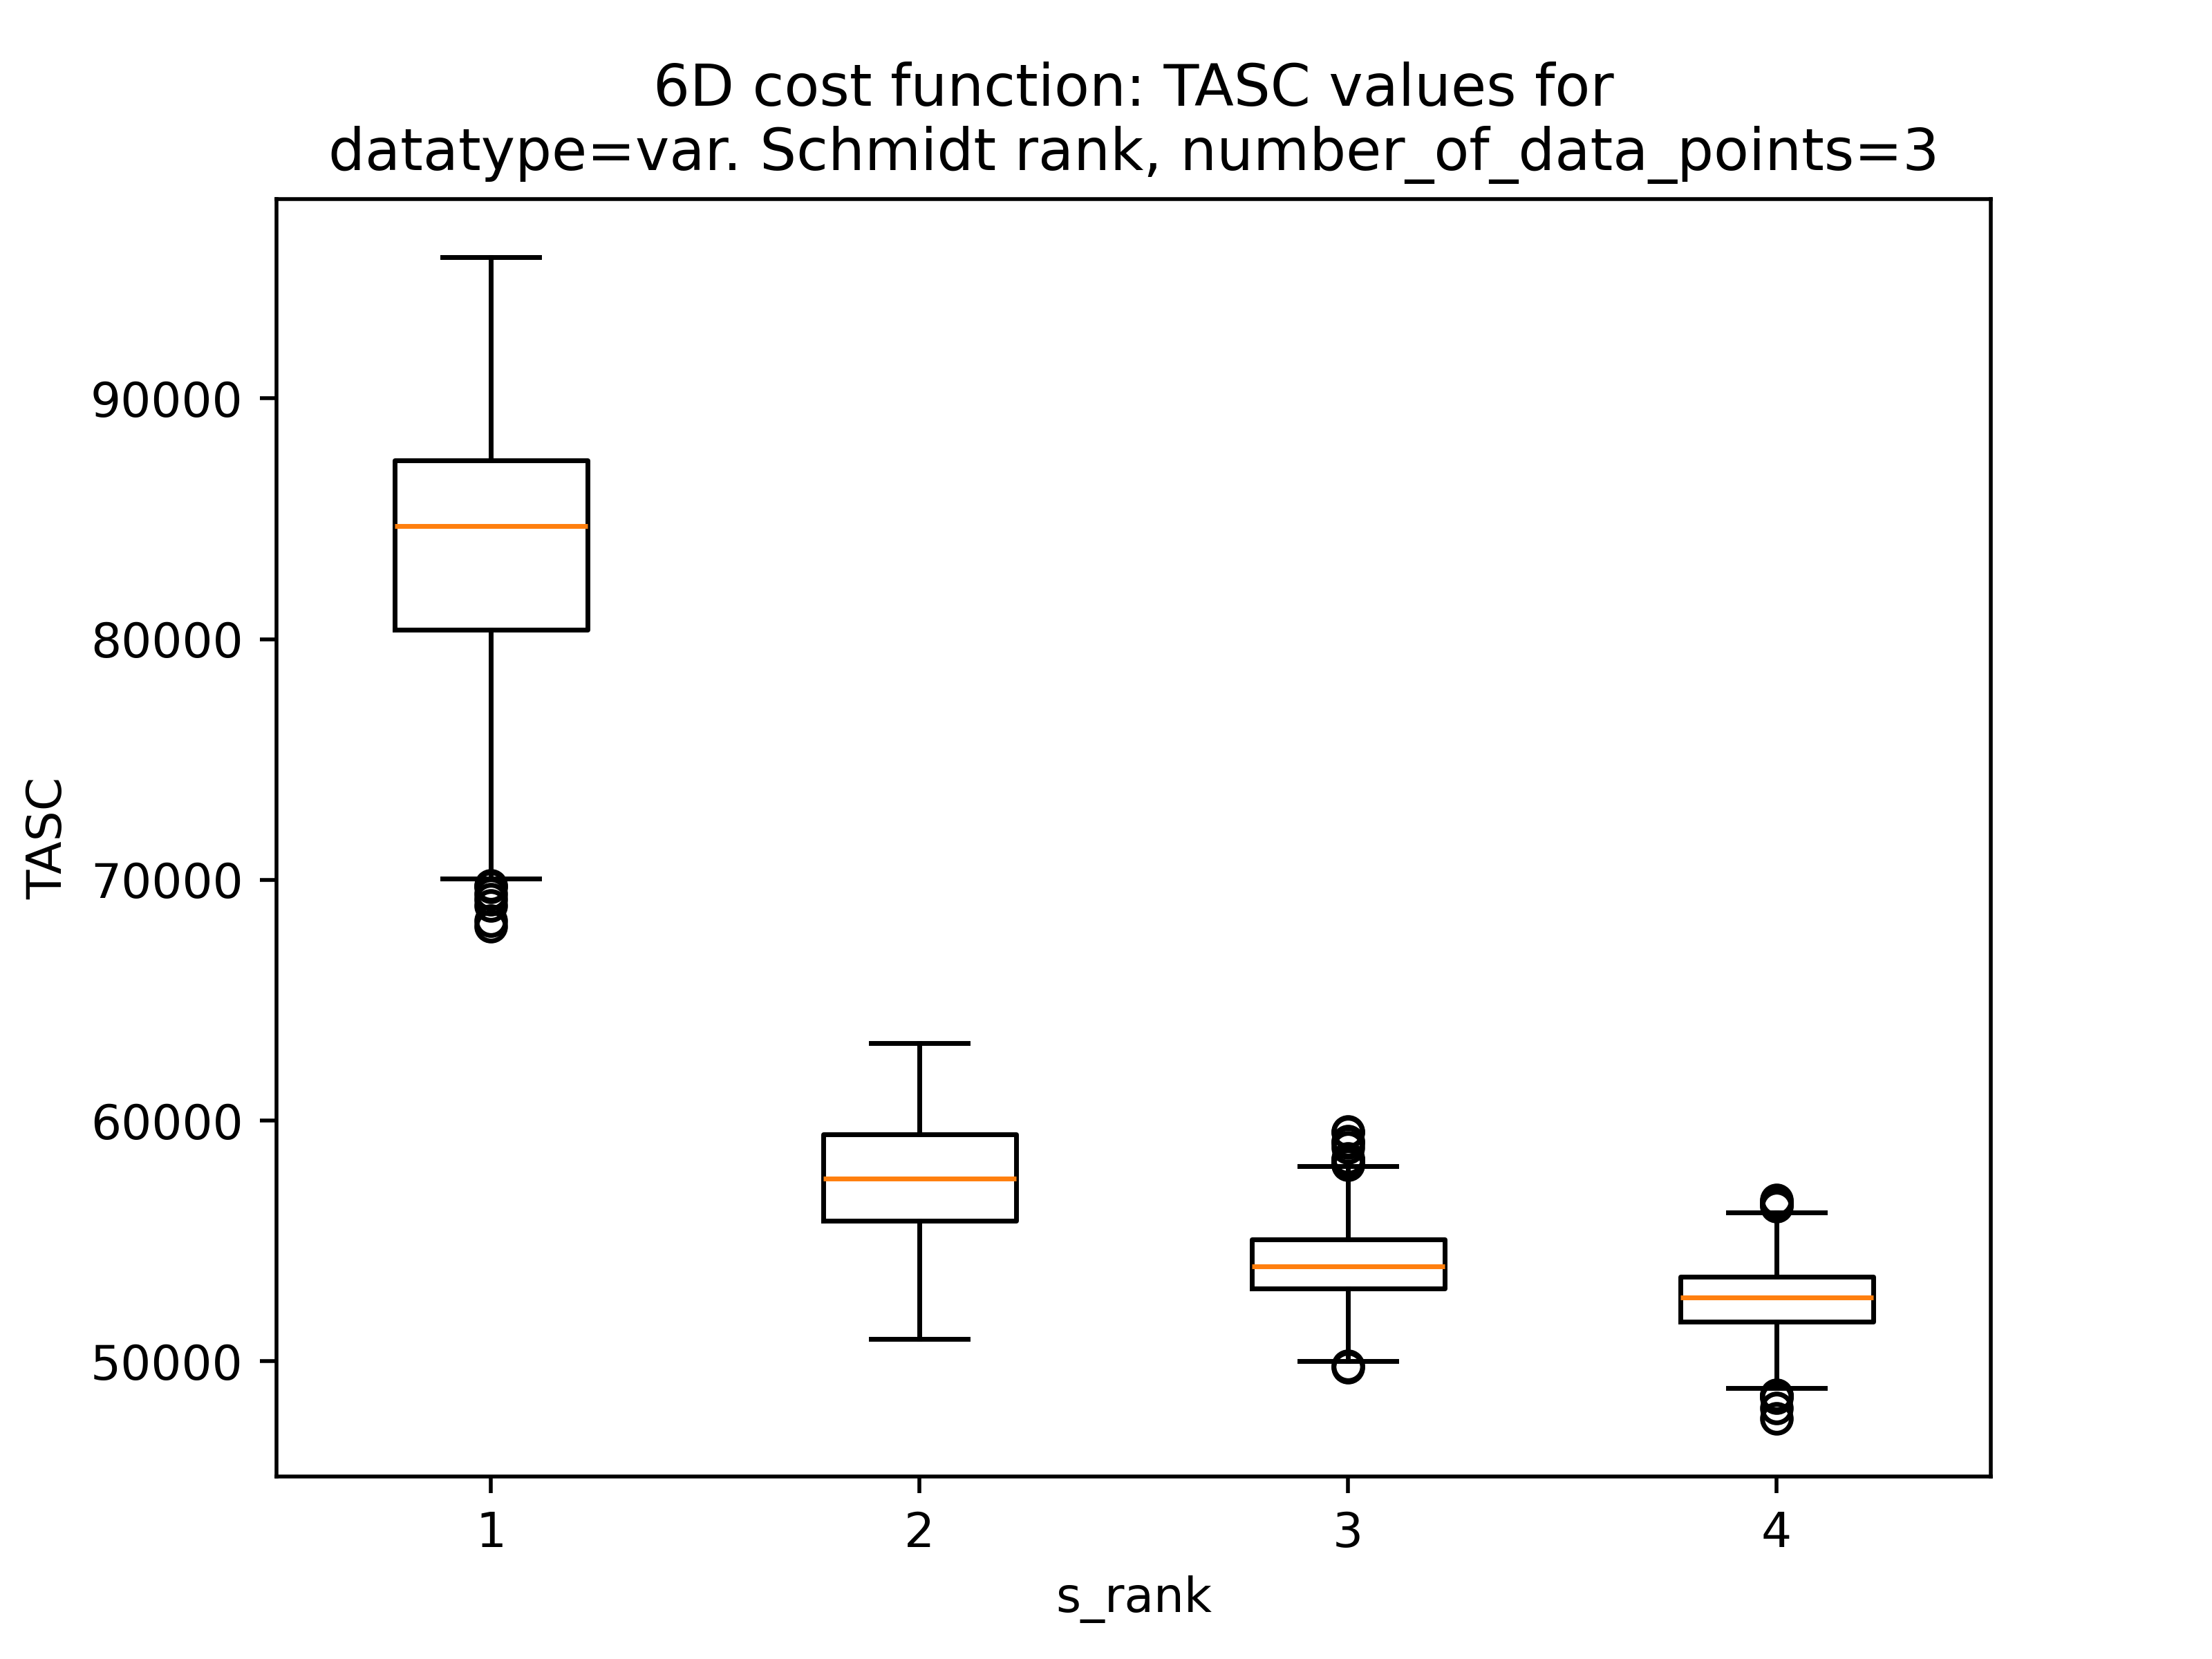 6D cost function: TASC values for
datatype=var. Schmidt rank, number_of_data_points=3
TASC
90000
80000
70000
60000
50000
1 2 3 4
s_rank